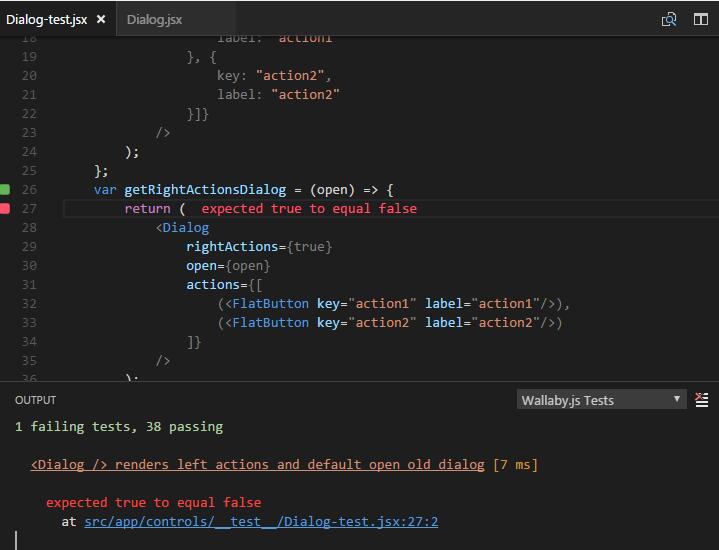 Dialog-test.jsx × Dialog.jsx
18 label: "action1"
19 }, {
20 key: "action2",
21 label: "action2"
22 }]}
23 />
24 );
25 };
26 var getRightActionsDialog = (open) => {
27 return ( expected true to equal false
28 <Dialog
29 rightActions={true}
30 open={open}
31 actions={[
32 (<FlatButton key="action1" label="action1"/>),
33 (<FlatButton key="action2" label="action2"/>)
34 ]}
35 />
36 );
OUTPUT Wallaby.js Tests
1 failing tests, 38 passing
<Dialog /> renders left actions and default open old dialog [7 ms]
expected true to equal false
at src/app/controls/__test__/Dialog-test.jsx:27:2